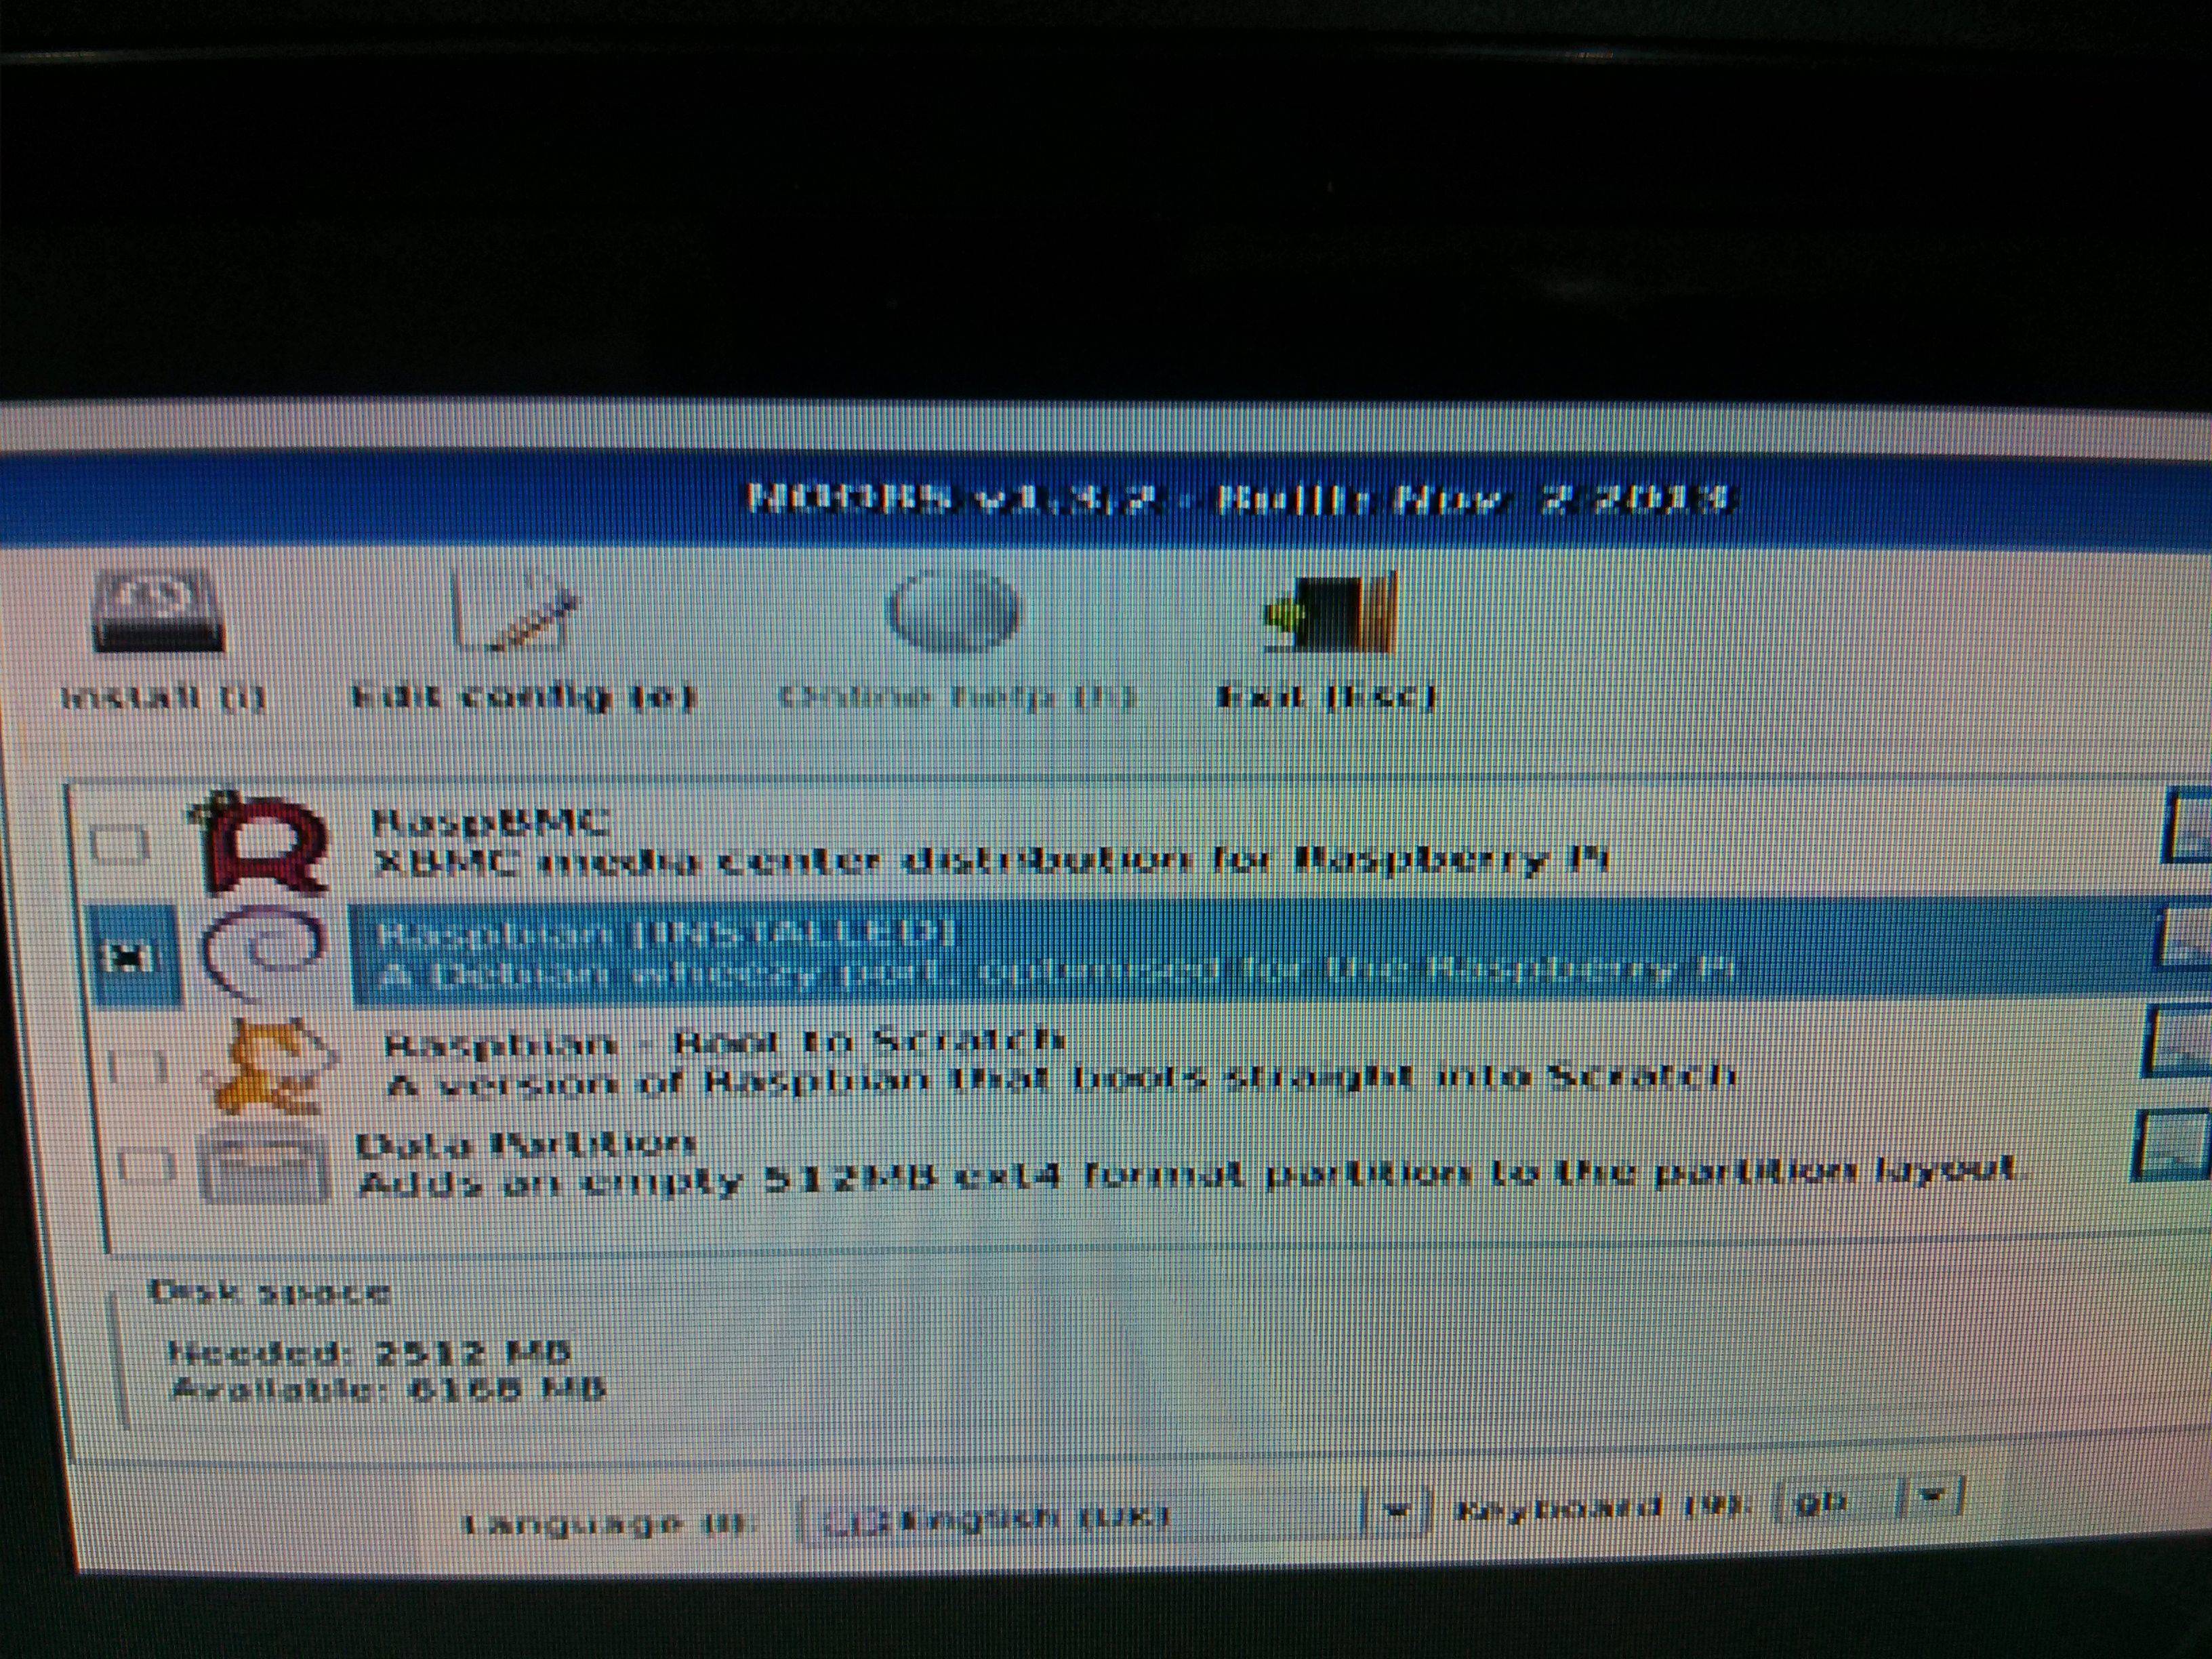 NOOBS v1.3.2 - Built: Nov 2 2013
Install (i) Edit config (e) Online help (h) Exit (Esc)
RaspBMC
XBMC media center distribution for Raspberry Pi
Raspbian [INSTALLED]
A Debian wheezy port, optimised for the Raspberry Pi
Raspbian - Boot to Scratch
A version of Raspbian that boots straight into Scratch
Data Partition
Adds an empty 512MB ext4 format partition to the partition layout.
Disk space
Needed: 2512 MB
Available: MB
Language (l): English (UK) Keyboard (9): gb